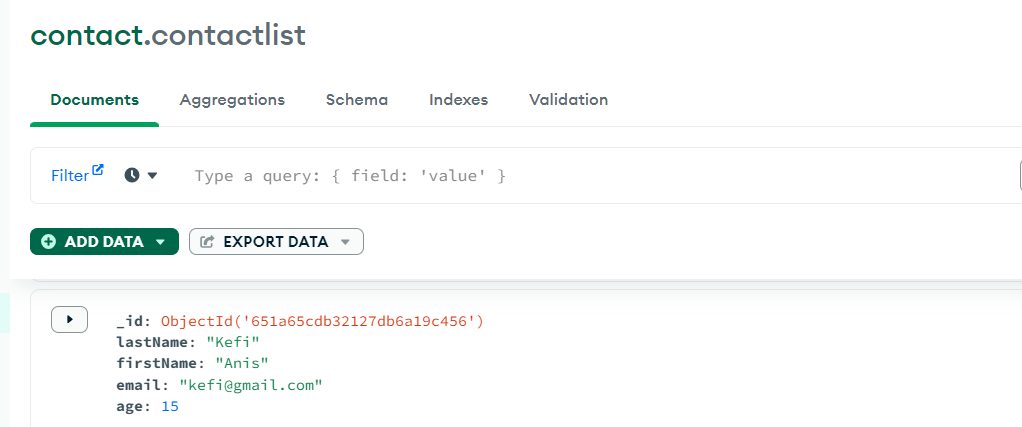 contact.contactlist
Documents Aggregations Schema Indexes Validation
Filter Type a query: { field: 'value' }
ADD DATA EXPORT DATA
_id: ObjectId('651a65cdb32127db6a19c456')
lastName: "Kefi"
firstName: "Anis"
email: "kefi@gmail.com"
age: 15